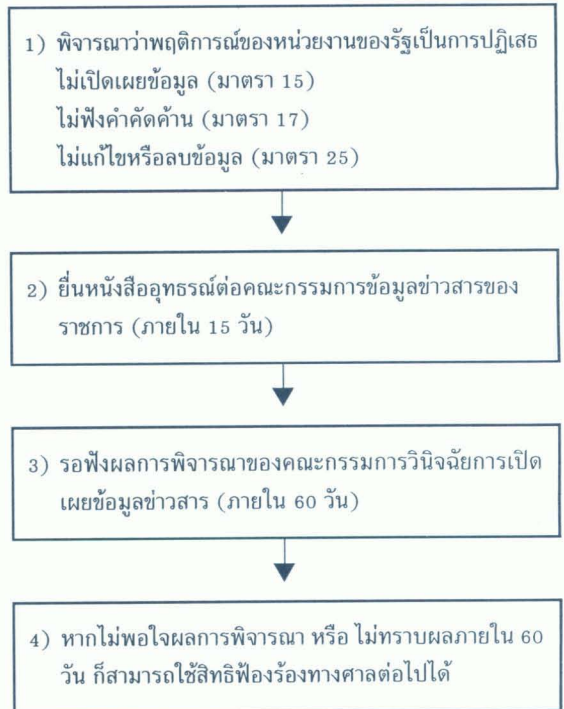 1) พิจารณาว่าพฤติการณ์ของหน่วยงานของรัฐเป็นการปฏิเสธ
ไม่เปิดเผยข้อมูล (มาตรา 15)
ไม่ฟังคำคัดค้าน (มาตรา 17)
ไม่แก้ไขหรือลบข้อมูล (มาตรา 25)
2) ยื่นหนังสืออุทธรณ์ต่อคณะกรรมการข้อมูลข่าวสารของ
ราชการ (ภายใน 15 วัน)
3) รอฟังผลการพิจารณาของคณะกรรมการวินิจฉัยการเปิด
เผยข้อมูลข่าวสาร (ภายใน 60 วัน)
4) หากไม่พอใจผลการพิจารณา หรือ ไม่ทราบผลภายใน 60
วัน ก็สามารถใช้สิทธิฟ้องร้องทางศาลต่อไปได้